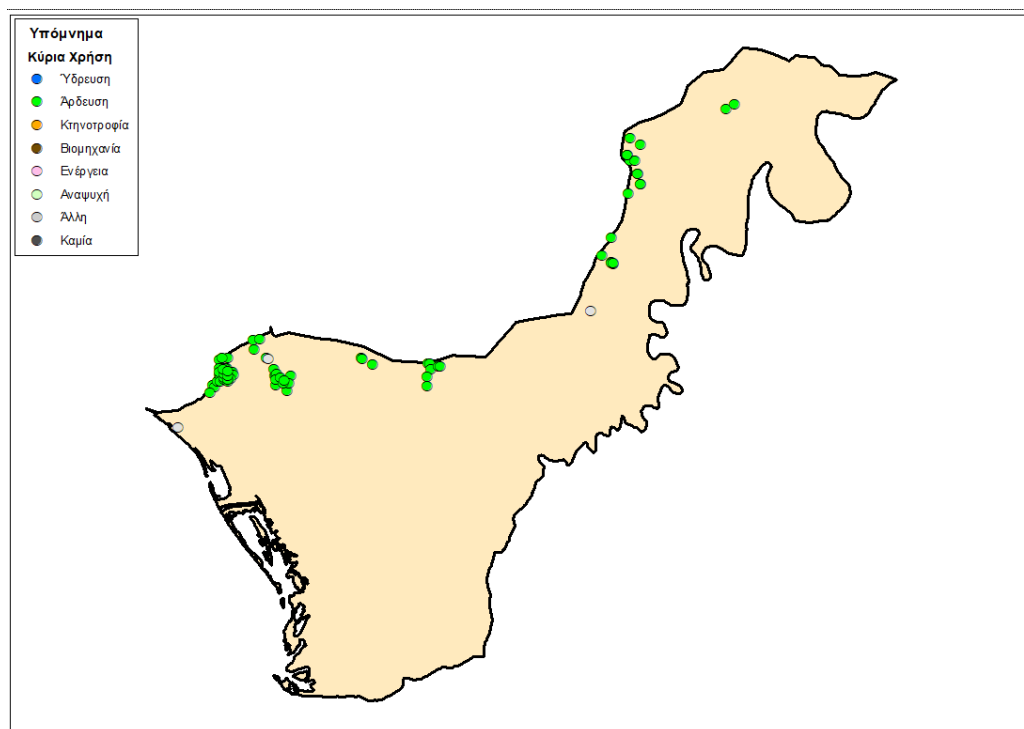 Υπόμνημα
Κύρια Χρήση
Ύδρευση
Άρδευση
Κτηνοτροφία
Βιομηχανία
Ενέργεια
Αναψυχή
Άλλη
Καμία